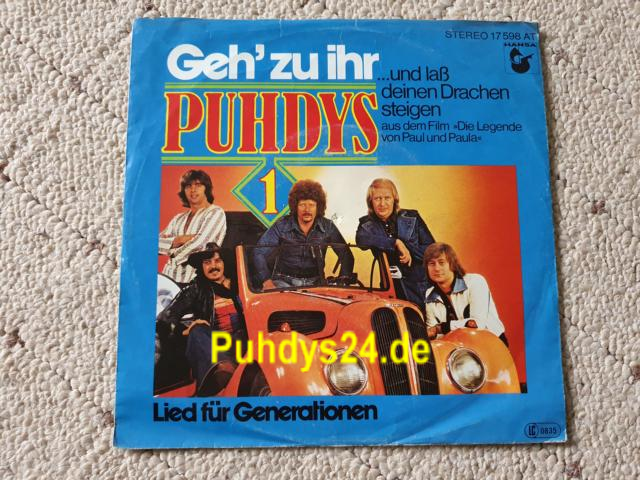 STEREO 17 598 AT
HANSA
Geh' zu ihr
...und laß
deinen Drachen
steigen
aus dem Film »Die Legende
von Paul und Paula«
PUHDYS
1
Puhdys24.de
Lied für Generationen
LC 0835